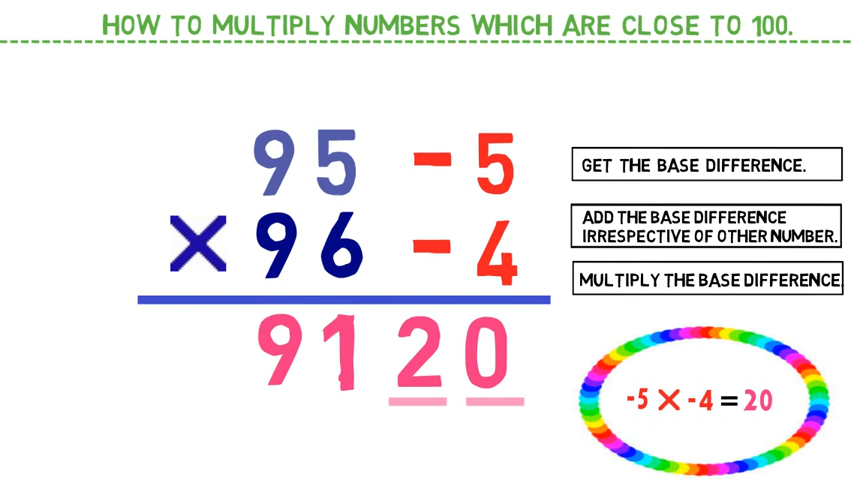 HOW TO MULTIPLY NUMBERS WHICH ARE CLOSE TO 100.
95 - 5
× 96 - 4
9120
GET THE BASE DIFFERENCE.
ADD THE BASE DIFFERENCE
IRRESPECTIVE OF OTHER NUMBER.
MULTIPLY THE BASE DIFFERENCE.
-5 × -4 = 20